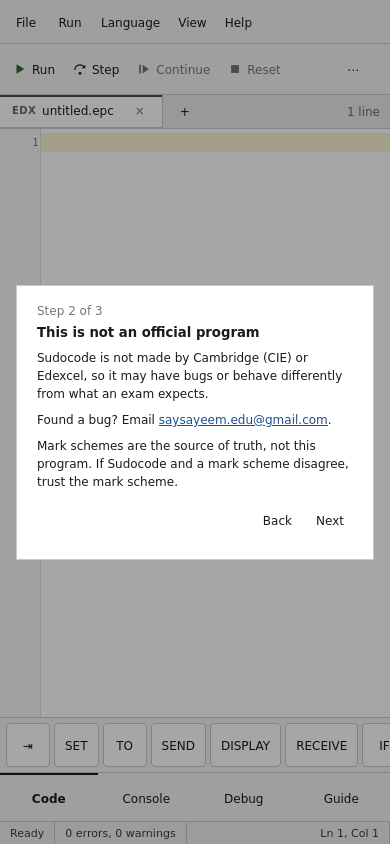 File Run Language View Help
Run Step Continue Reset ...
EDX untitled.epc × + 1 line
1
Step 2 of 3
This is not an official program
Sudocode is not made by Cambridge (CIE) or
Edexcel, so it may have bugs or behave differently
from what an exam expects.
Found a bug? Email saysayeem.edu@gmail.com.
Mark schemes are the source of truth, not this
program. If Sudocode and a mark scheme disagree,
trust the mark scheme.
Back Next
⇥ SET TO SEND DISPLAY RECEIVE IF
Code Console Debug Guide
Ready 0 errors, 0 warnings Ln 1, Col 1